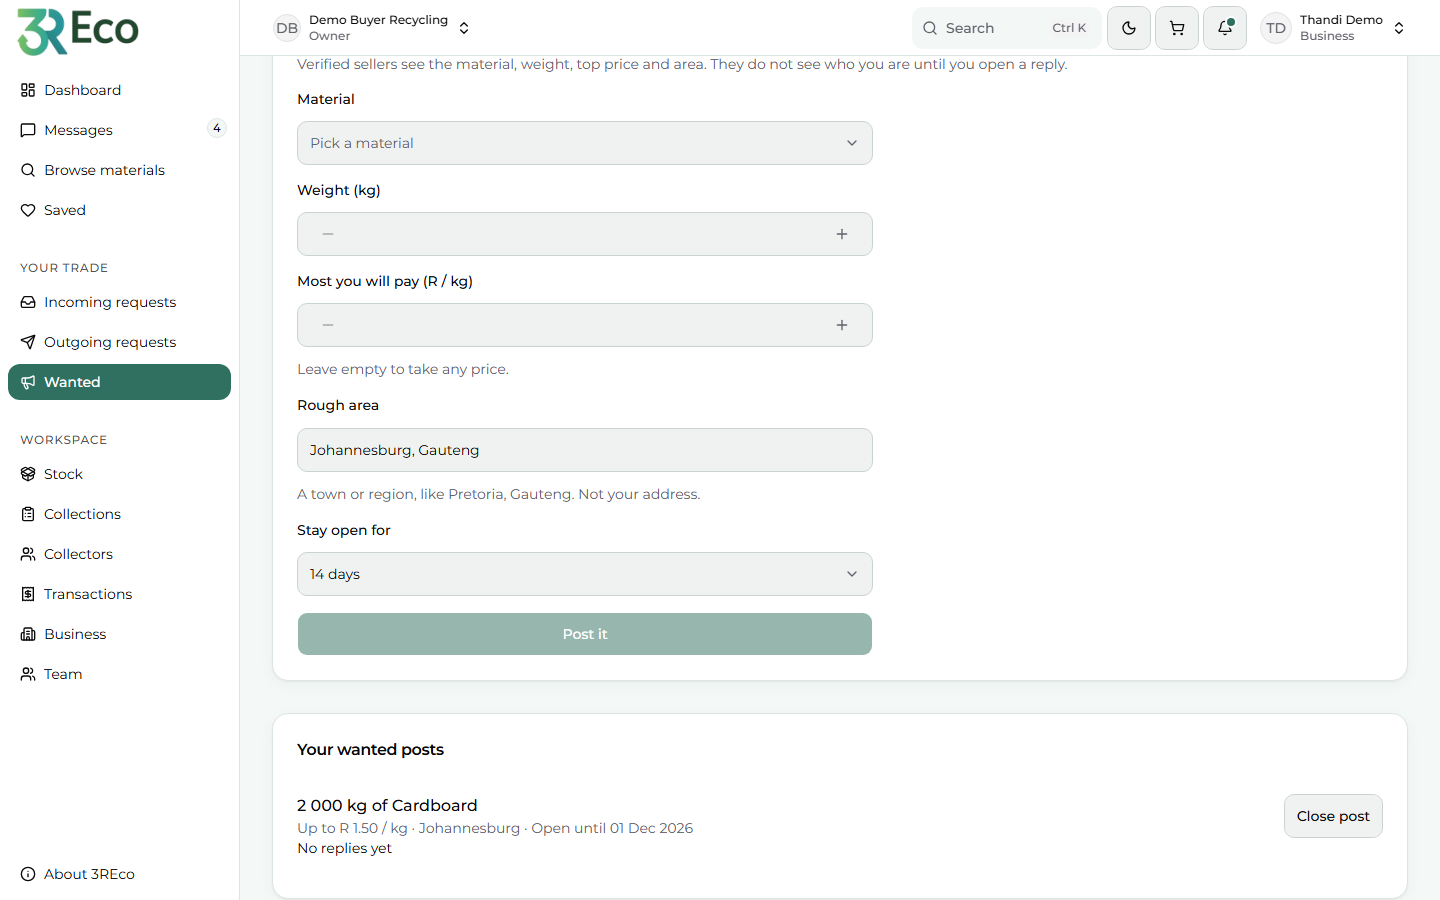 3R Eco
Dashboard
Messages
4
Browse materials
Saved
YOUR TRADE
Incoming requests
Outgoing requests
Wanted
WORKSPACE
Stock
Collections
Collectors
Transactions
Business
Team
About 3REco
DB
Demo Buyer Recycling
Owner
Search
Ctrl K
TD
Thandi Demo
Business
Verified sellers see the material, weight, top price and area. They do not see who you are until you open a reply.
Material
Pick a material
Weight (kg)
Most you will pay (R / kg)
Leave empty to take any price.
Rough area
Johannesburg, Gauteng
A town or region, like Pretoria, Gauteng. Not your address.
Stay open for
14 days
Post it
Your wanted posts
2 000 kg of Cardboard
Up to R 1.50 / kg · Johannesburg · Open until 01 Dec 2026
No replies yet
Close post